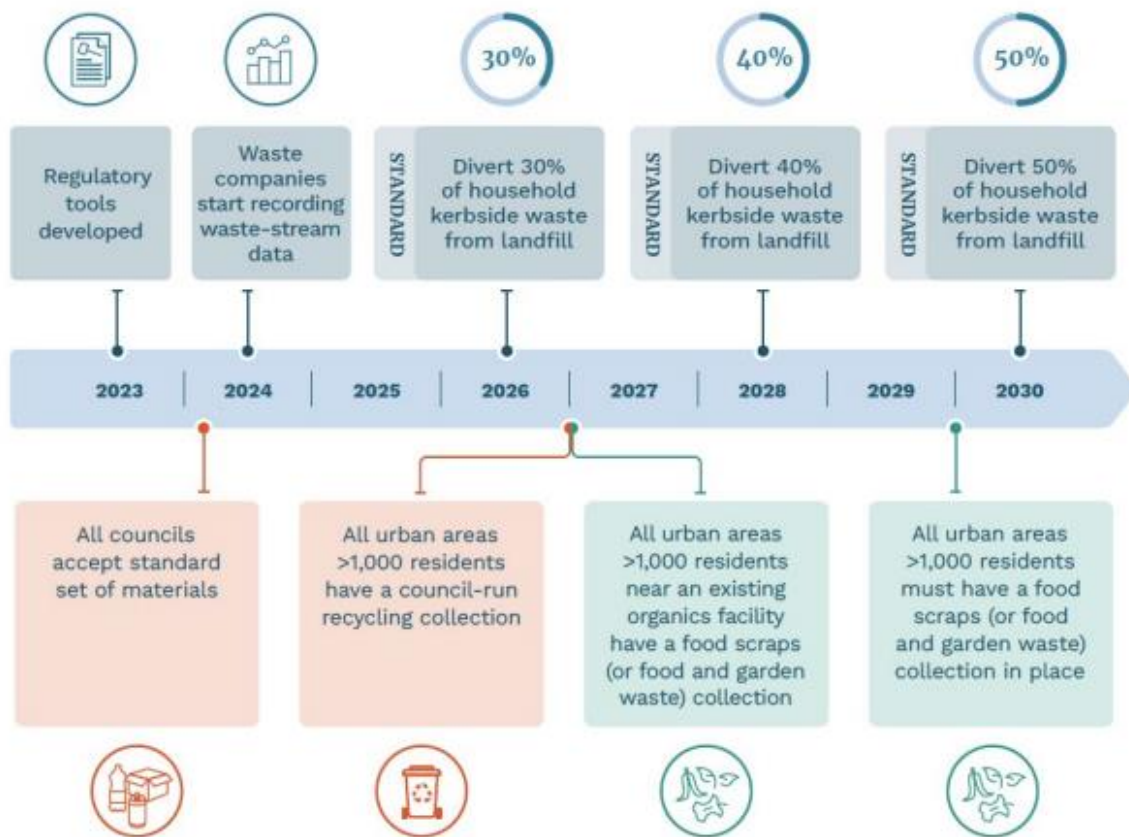 30%
40%
50%
Regulatory
tools
developed
Waste
companies
start recording
waste-stream
data
STANDARD
Divert 30%
of household
kerbside waste
from landfill
STANDARD
Divert 40%
of household
kerbside waste
from landfill
STANDARD
Divert 50%
of household
kerbside waste
from landfill
2023 2024 2025 2026 2027 2028 2029 2030
All councils
accept standard
set of materials
All urban areas
>1,000 residents
have a council-run
recycling collection
All urban areas
>1,000 residents
near an existing
organics facility
have a food scraps
(or food and garden
waste) collection
All urban areas
>1,000 residents
must have a food
scraps (or food
and garden waste)
collection in place